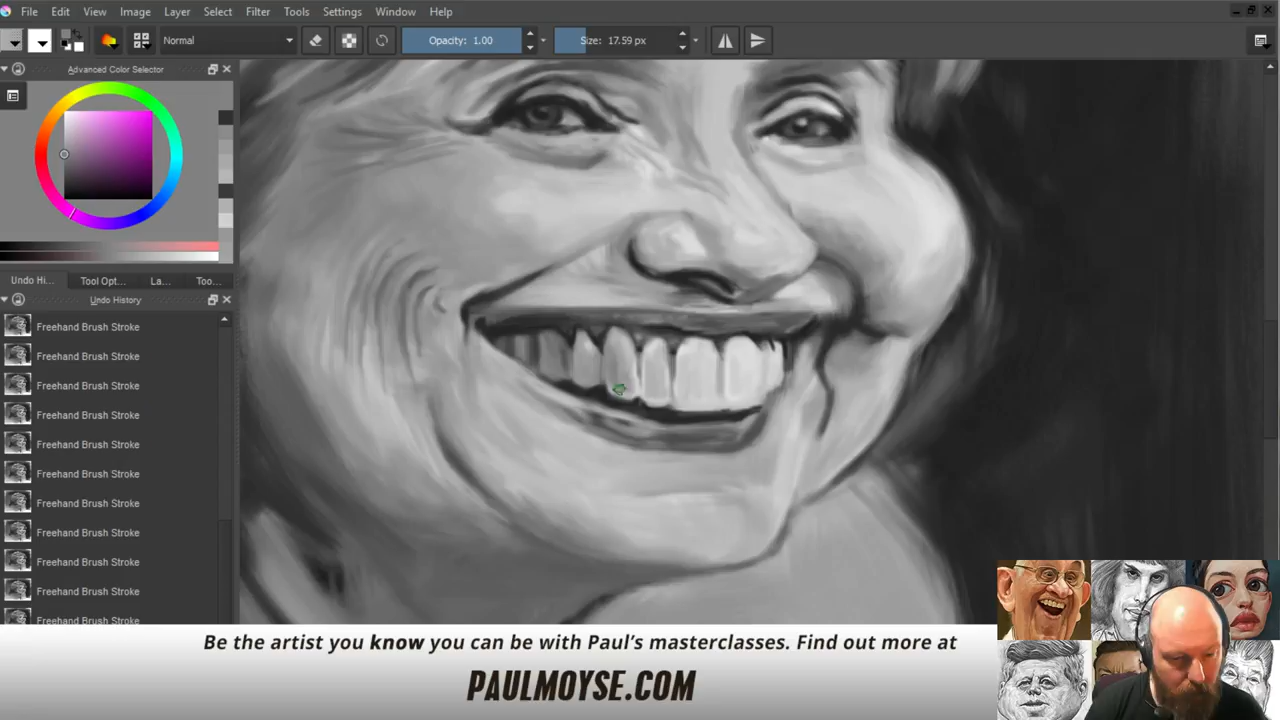 File Edit View Image Layer Select Filter Tools Settings Window Help
Normal Opacity: 1.00 Size: 17.59 px
Advanced Color Selector
Undo Hi... Tool Opt... La... Too...
Undo History
Freehand Brush Stroke
Freehand Brush Stroke
Freehand Brush Stroke
Freehand Brush Stroke
Freehand Brush Stroke
Freehand Brush Stroke
Freehand Brush Stroke
Freehand Brush Stroke
Freehand Brush Stroke
Freehand Brush Stroke
Freehand Brush Stroke
Be the artist you know you can be with Paul's masterclasses. Find out more at
PAULMOYSE.COM